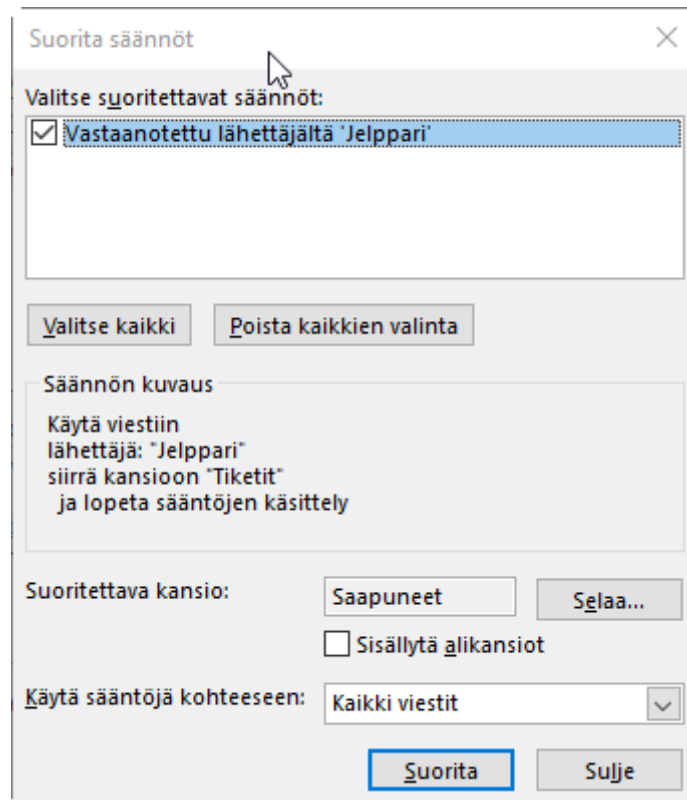 Suorita säännöt
Valitse suoritettavat säännöt:
Vastaanotettu lähettäjältä 'Jelppari'
Valitse kaikki
Poista kaikkien valinta
Säännön kuvaus
Käytä viestiin
lähettäjä: "Jelppari"
siirrä kansioon "Tiketit"
ja lopeta sääntöjen käsittely
Suoritettava kansio:
Saapuneet
Selaa...
Sisällytä alikansiot
Käytä sääntöjä kohteeseen:
Kaikki viestit
Suorita
Sulje